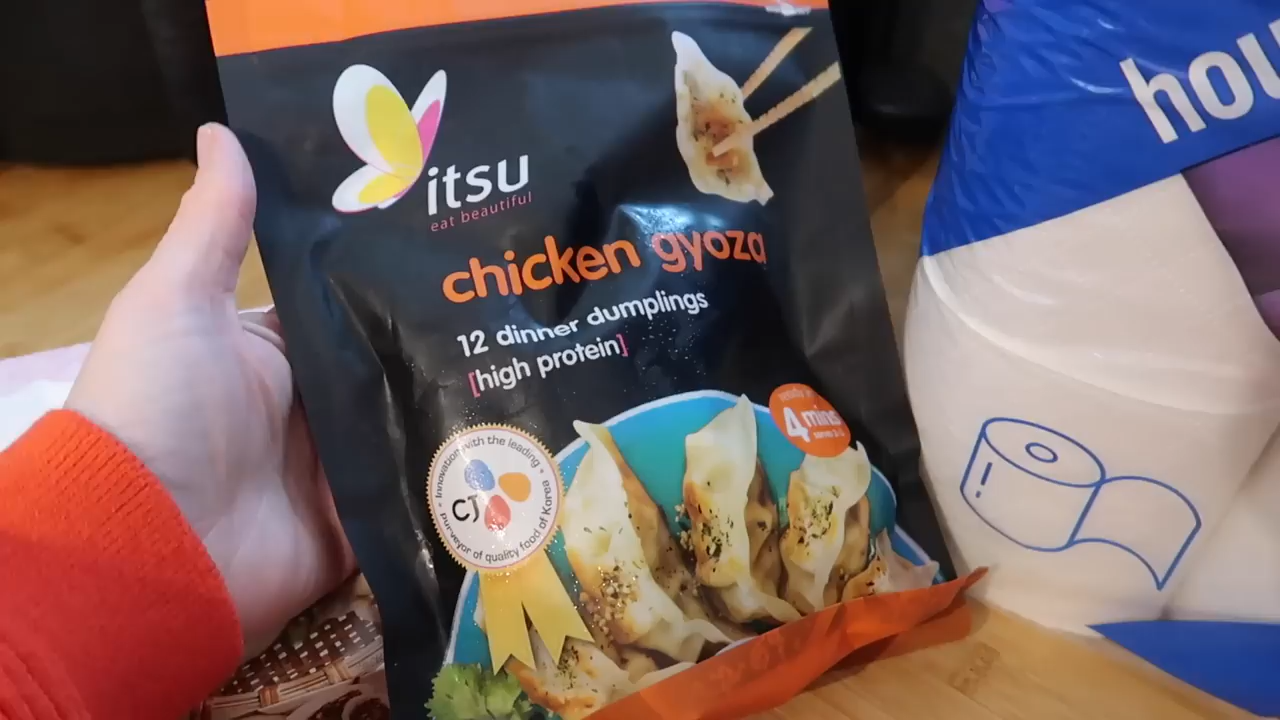 itsu
eat beautiful
chicken gyoza
12 dinner dumplings
[high protein]
4 mins
Innovation with the leading
CJ
purveyor of quality food of Korea
hou